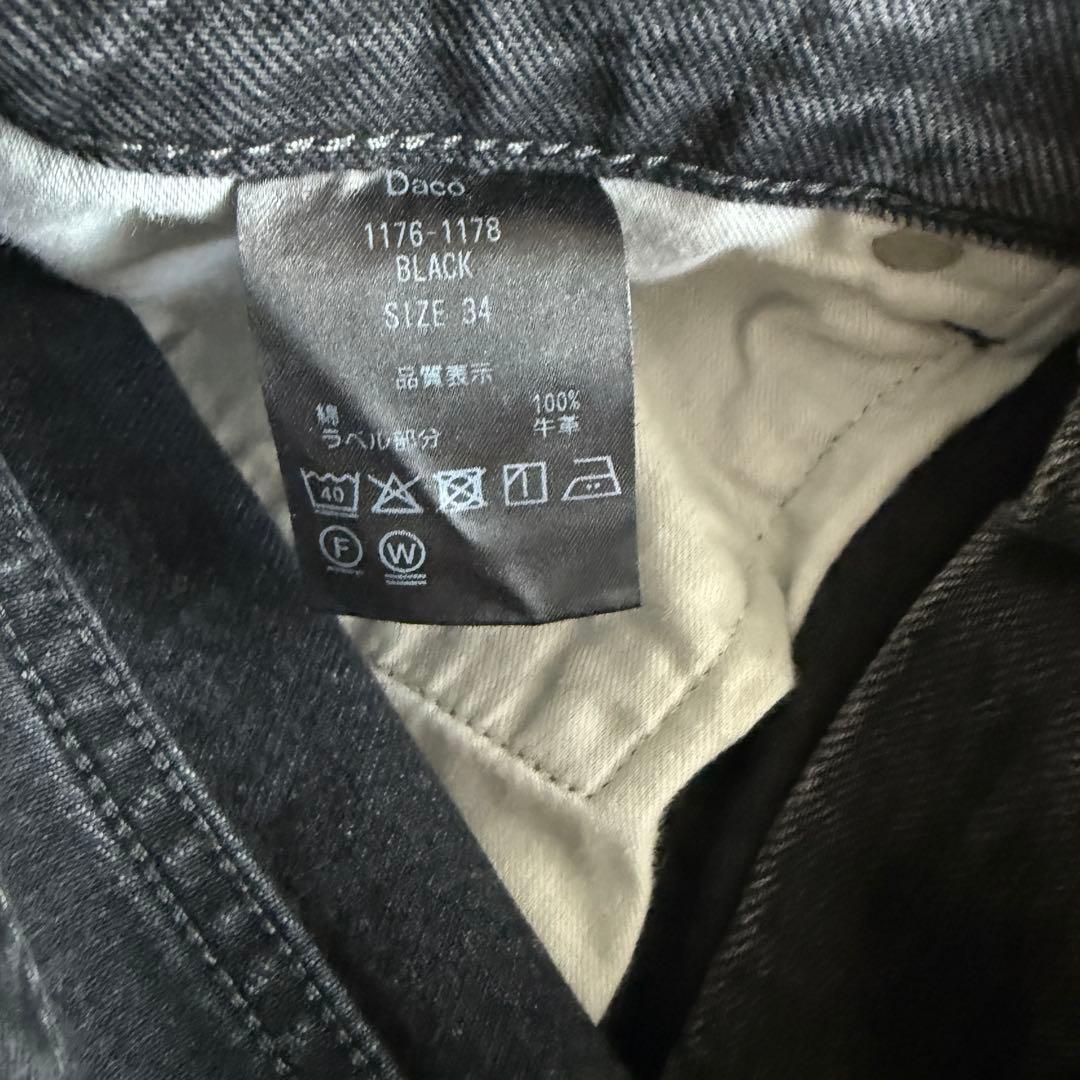 Daco
1176-1178
BLACK
SIZE 34
品質表示
綿 100%
ラベル部分 牛革
40
F W